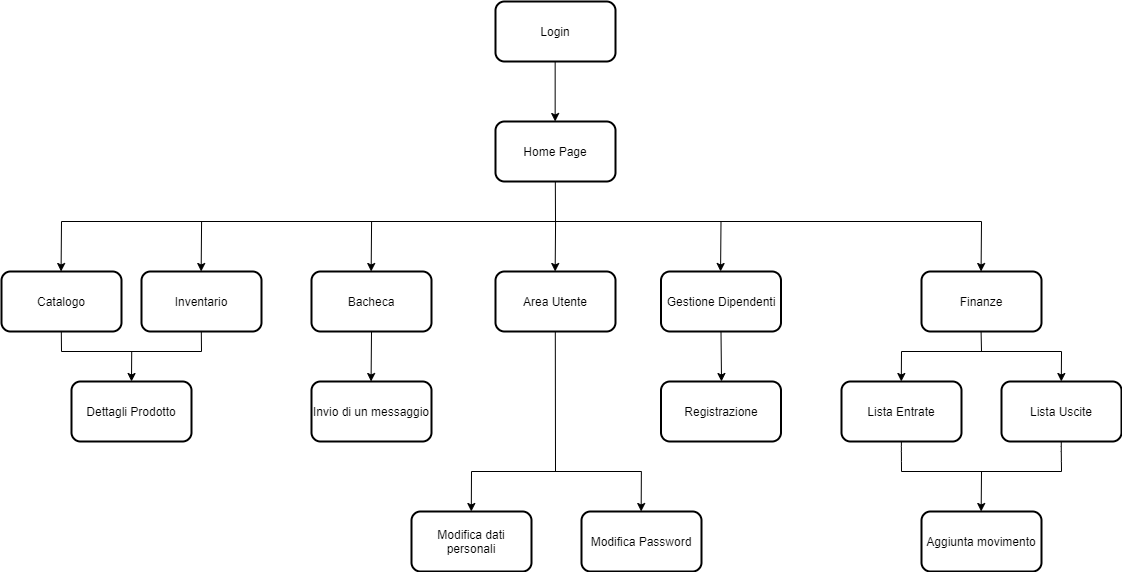 Login
Home Page
Catalogo
Inventario
Bacheca
Area Utente
Gestione Dipendenti
Finanze
Dettagli Prodotto
Invio di un messaggio
Registrazione
Lista Entrate
Lista Uscite
Modifica dati
personali
Modifica Password
Aggiunta movimento